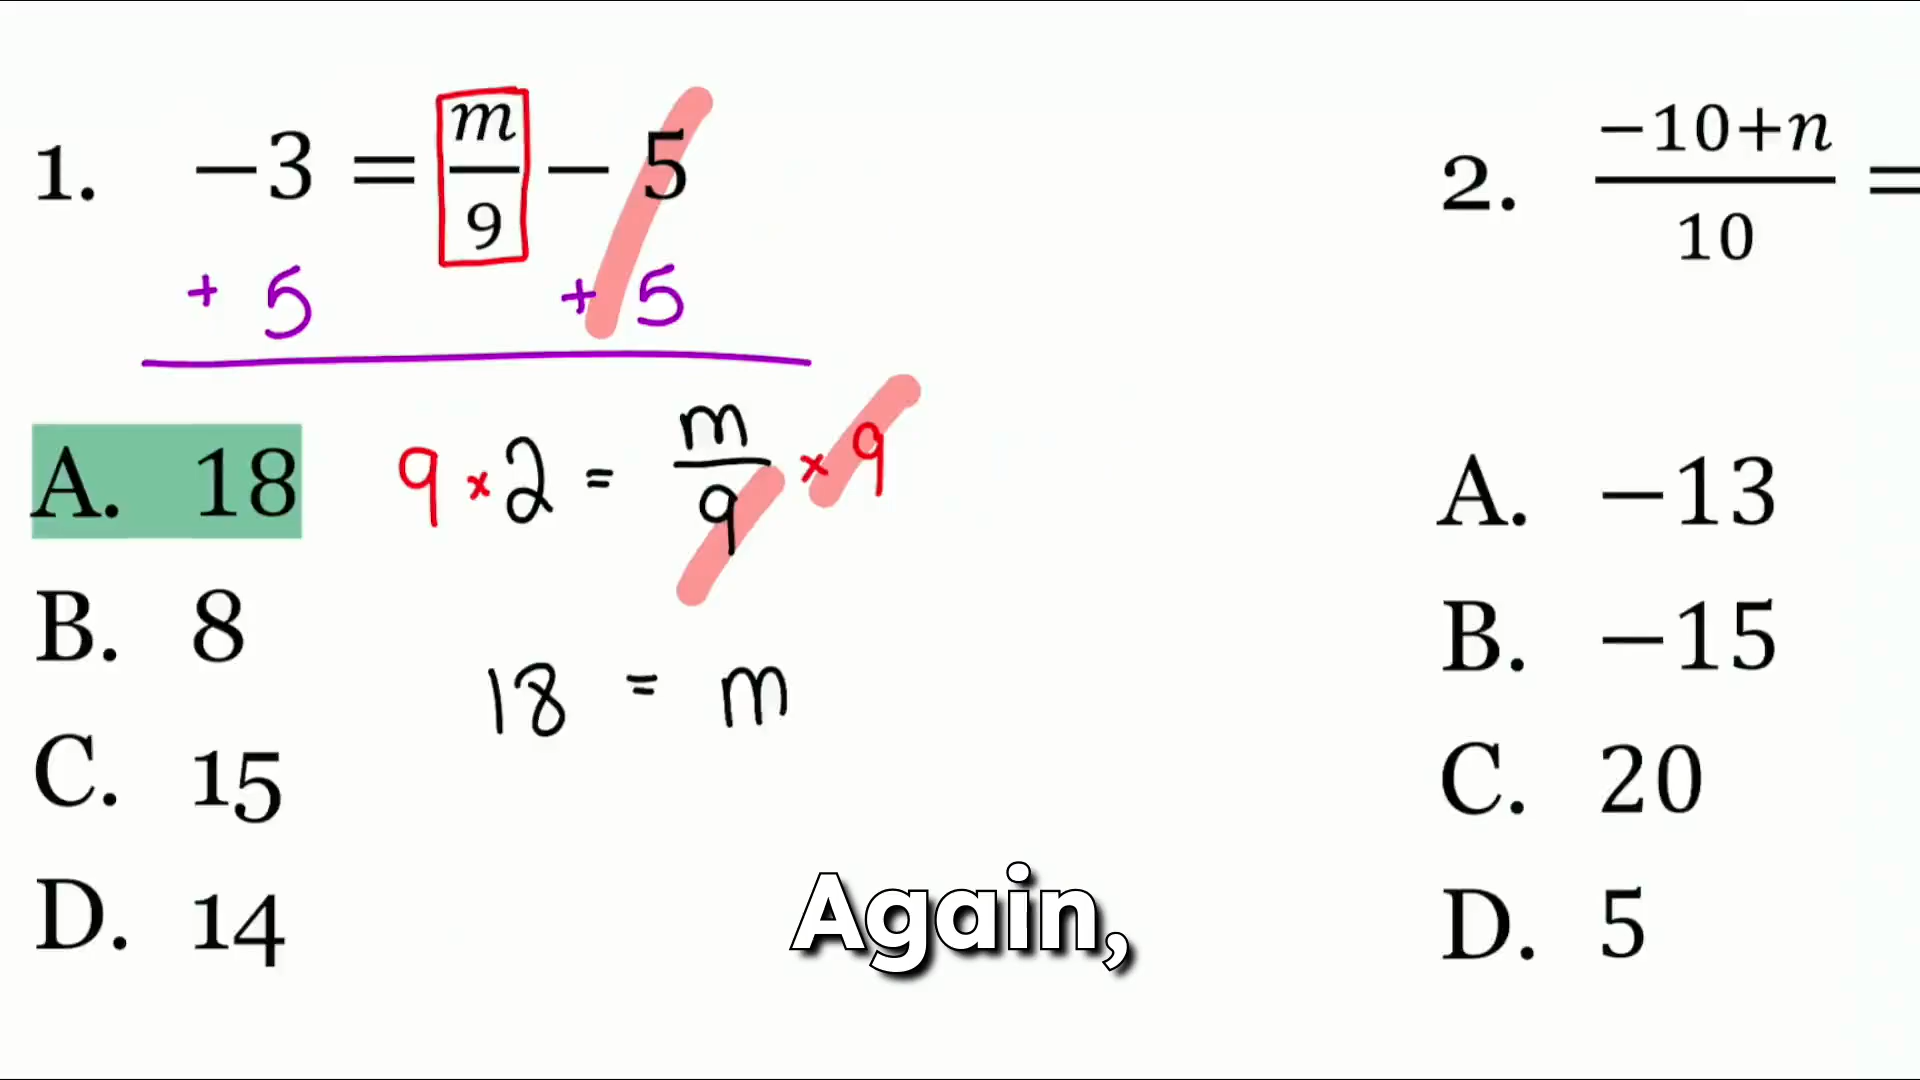 1. −3 = m/9 − 5
+ 5 + 5
9 × 2 = m/9 × 9
18 = m
A. 18
B. 8
C. 15
D. 14
2. −10+n/10 =
A. −13
B. −15
C. 20
D. 5
Again,